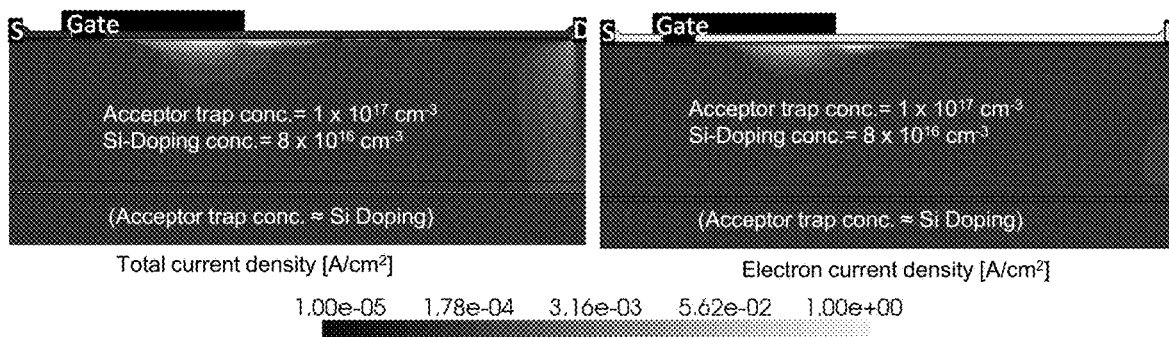 S Gate D
Acceptor trap conc.= 1 x 10¹⁷ cm⁻³
Si-Doping conc.= 8 x 10¹⁶ cm⁻³
(Acceptor trap conc. ≈ Si Doping)
Total current density [A/cm²]
S Gate
Acceptor trap conc.= 1 x 10¹⁷ cm⁻³
Si-Doping conc.= 8 x 10¹⁶ cm⁻³
(Acceptor trap conc. ≈ Si Doping)
Electron current density [A/cm²]
1.00e-05 1.78e-04 3.16e-03 5.62e-02 1.00e+00